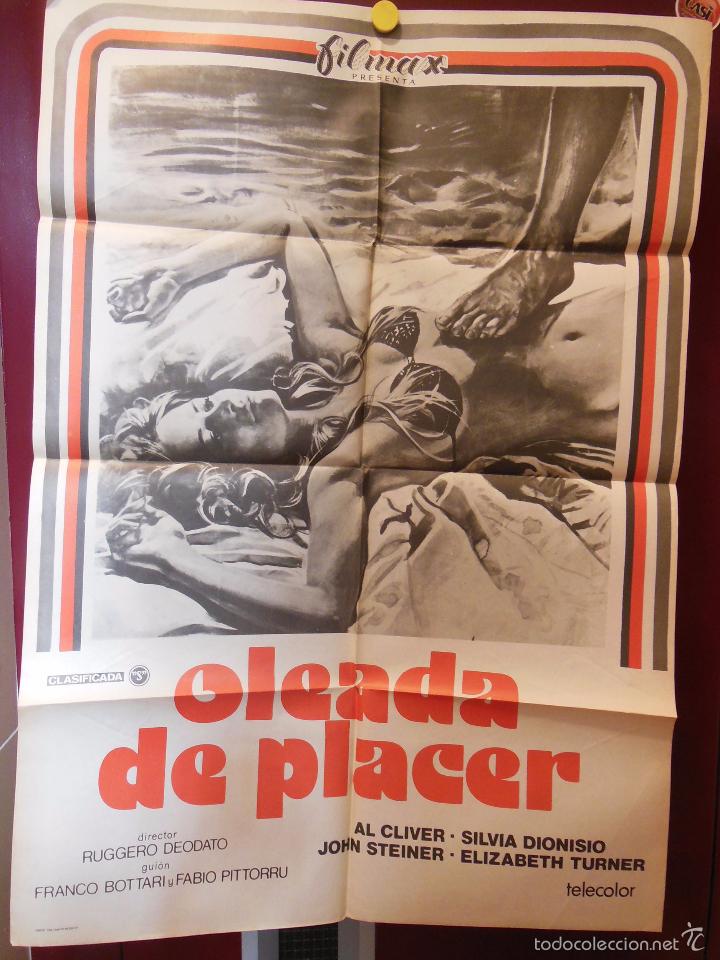 CASI
filmax
PRESENTA
CLASIFICADA "S"
oleada
de placer
director
RUGGERO DEODATO
guión
FRANCO BOTTARI y FABIO PITTORRU
AL CLIVER · SILVIA DIONISIO
JOHN STEINER · ELIZABETH TURNER
telecolor
todocoleccion.net